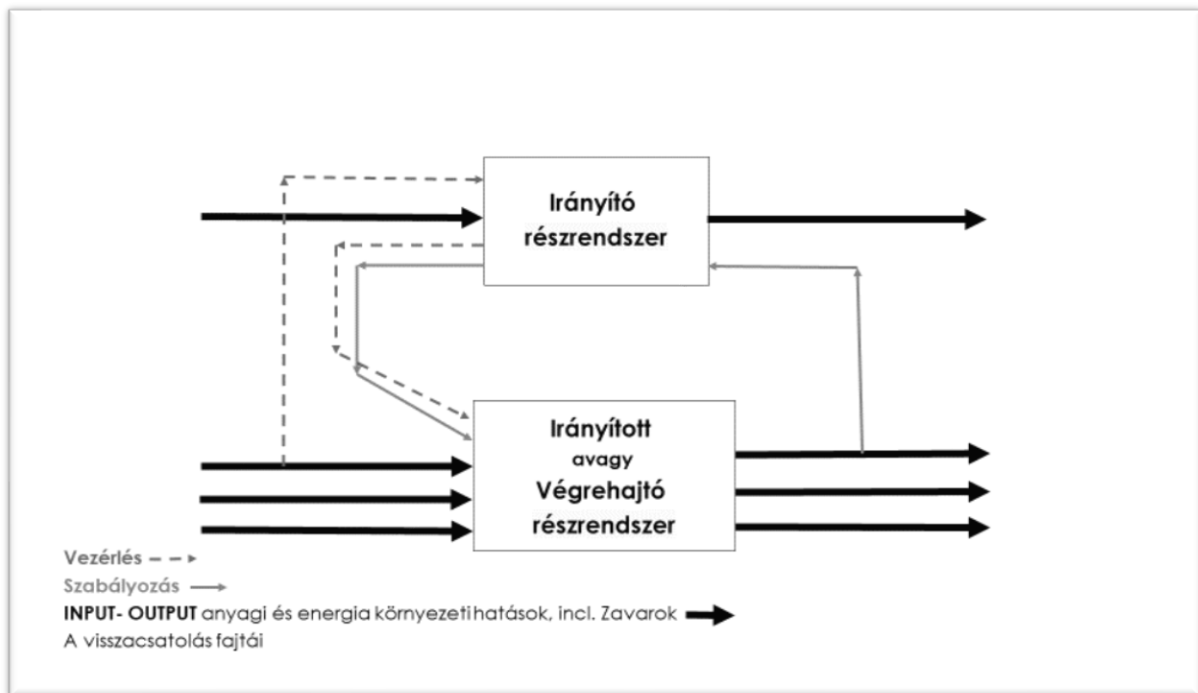 Irányító
részrendszer
Irányított
avagy
Végrehajtó
részrendszer
Vezérlés
Szabályozás
INPUT- OUTPUT anyagi és energia környezeti hatások, incl. Zavarok
A visszacsatolás fajtái